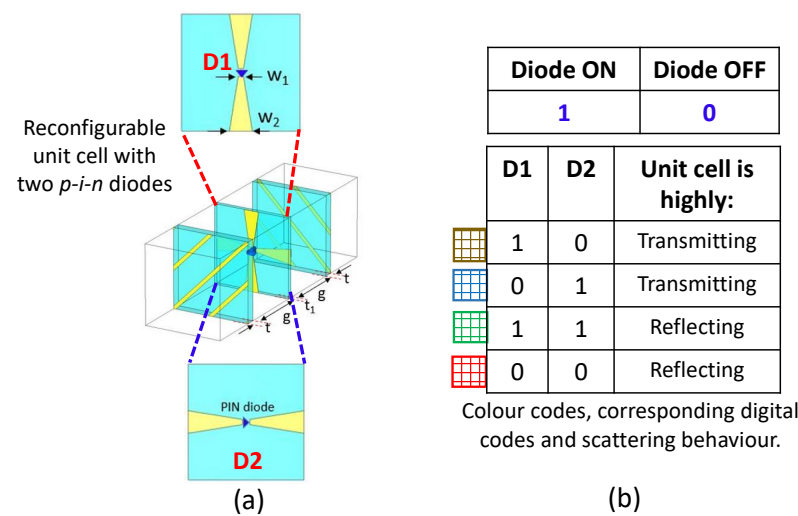 D1
w1
w2
Reconfigurable
unit cell with
two p-i-n diodes
t
g
t1
g
t
PIN diode
D2
(a)
Diode ON Diode OFF
1 0
D1 D2 Unit cell is
highly:
1 0 Transmitting
0 1 Transmitting
1 1 Reflecting
0 0 Reflecting
Colour codes, corresponding digital
codes and scattering behaviour.
(b)